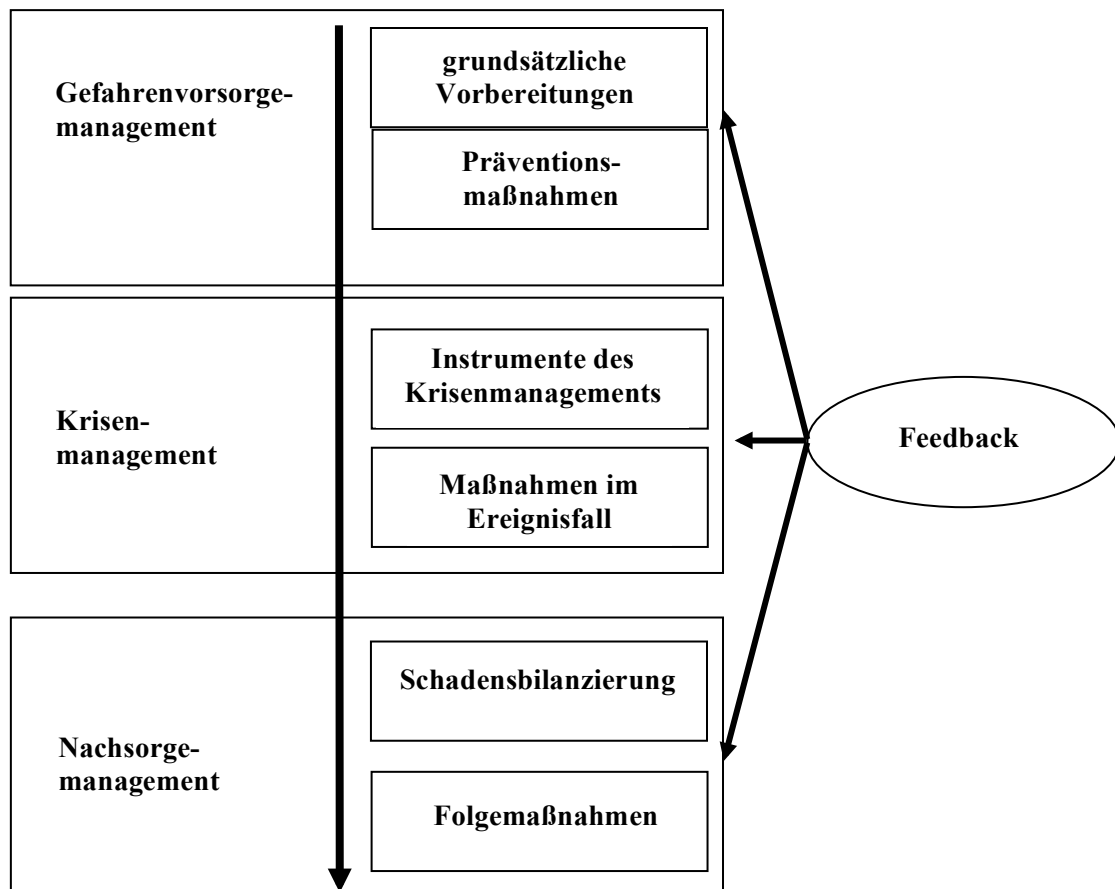 Gefahrenvorsorge-
management
grundsätzliche
Vorbereitungen
Präventions-
maßnahmen
Krisen-
management
Instrumente des
Krisenmanagements
Maßnahmen im
Ereignisfall
Feedback
Nachsorge-
management
Schadensbilanzierung
Folgemaßnahmen